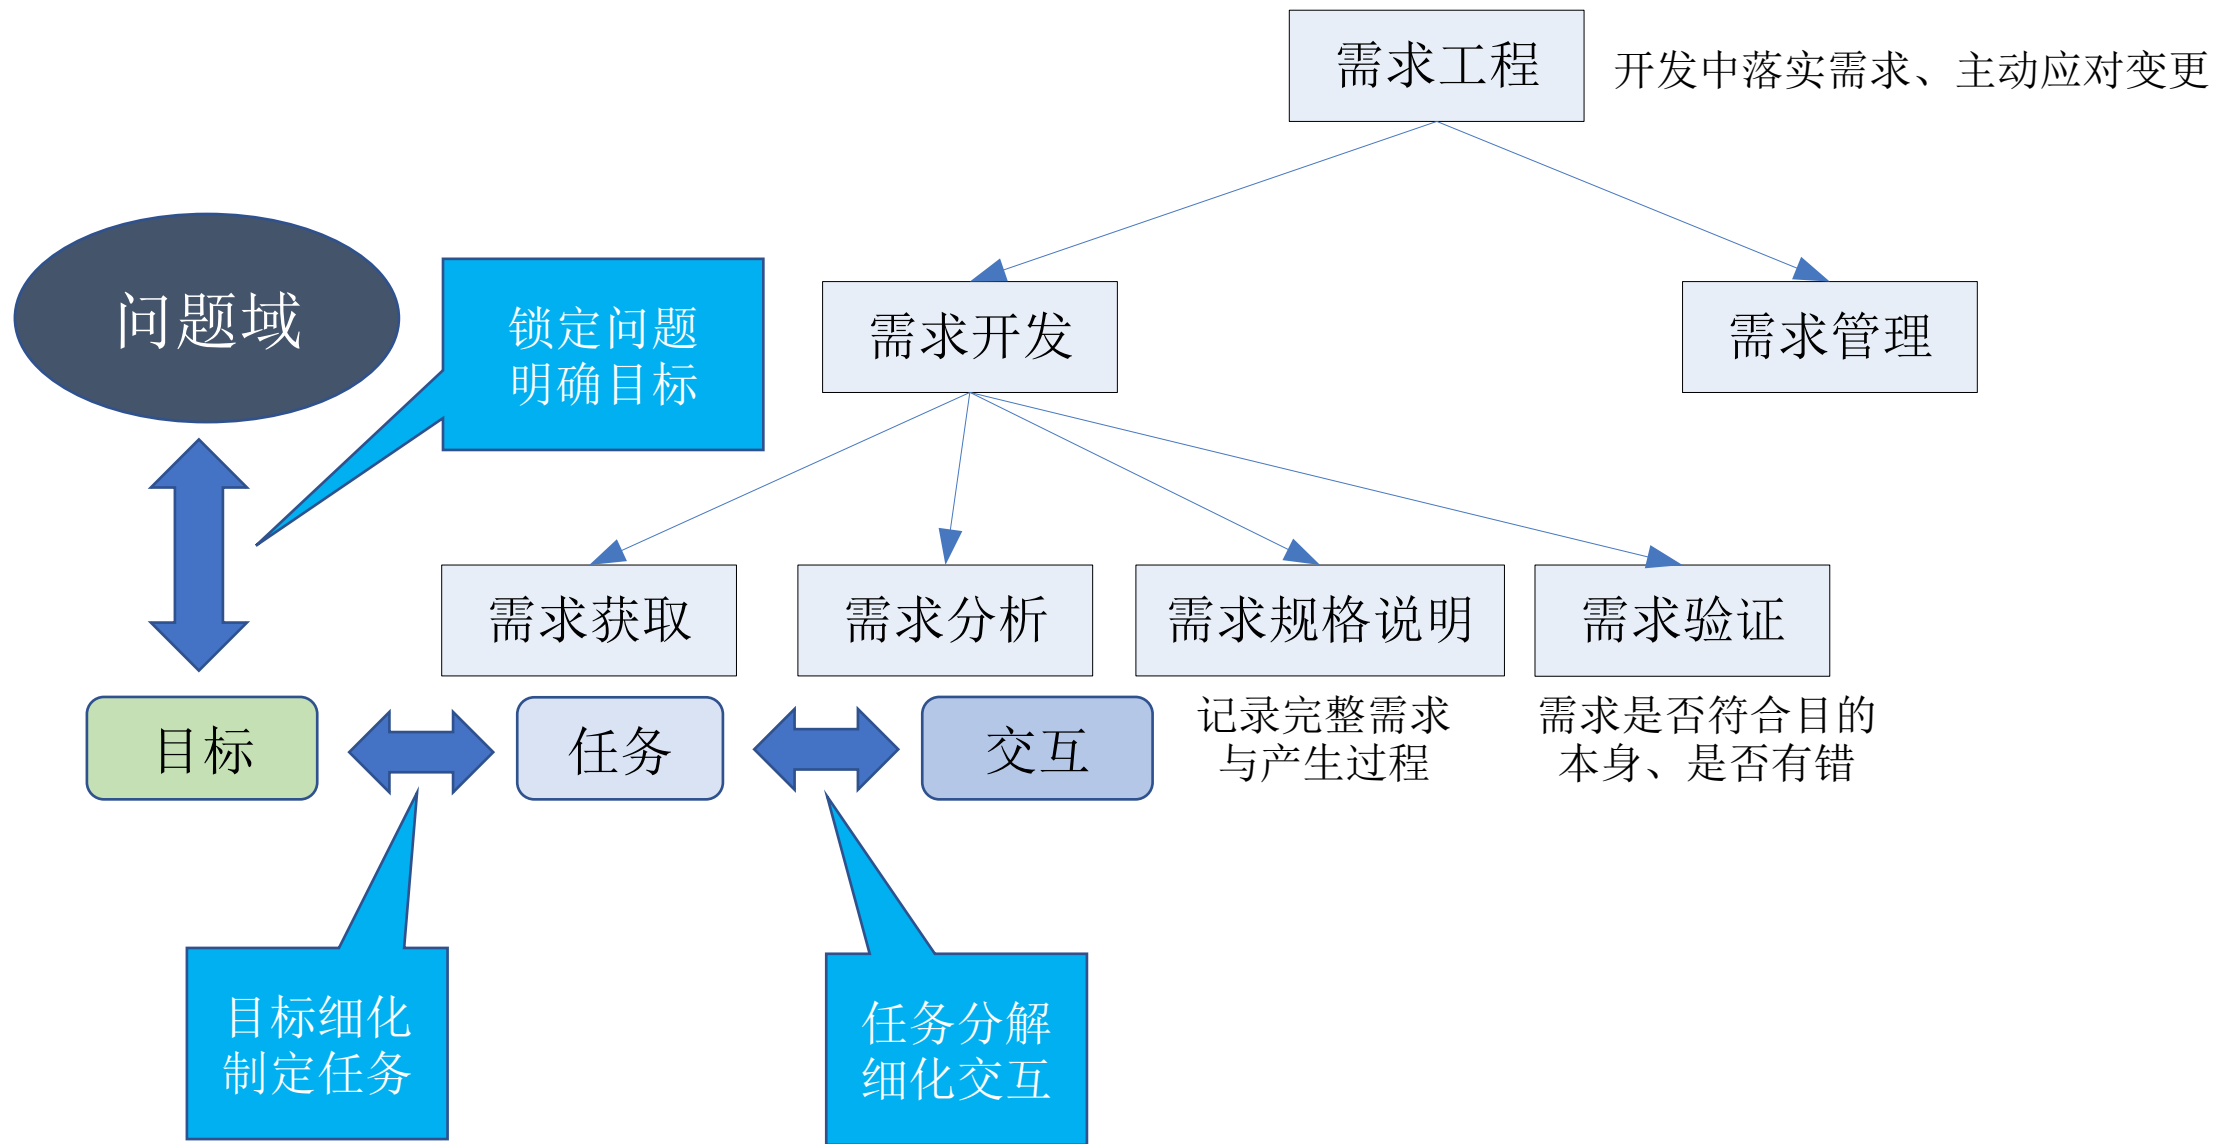 需求工程
开发中落实需求、主动应对变更
问题域
锁定问题
明确目标
需求开发
需求管理
需求获取
需求分析
需求规格说明
需求验证
目标
任务
交互
记录完整需求
与产生过程
需求是否符合目的
本身、是否有错
目标细化
制定任务
任务分解
细化交互